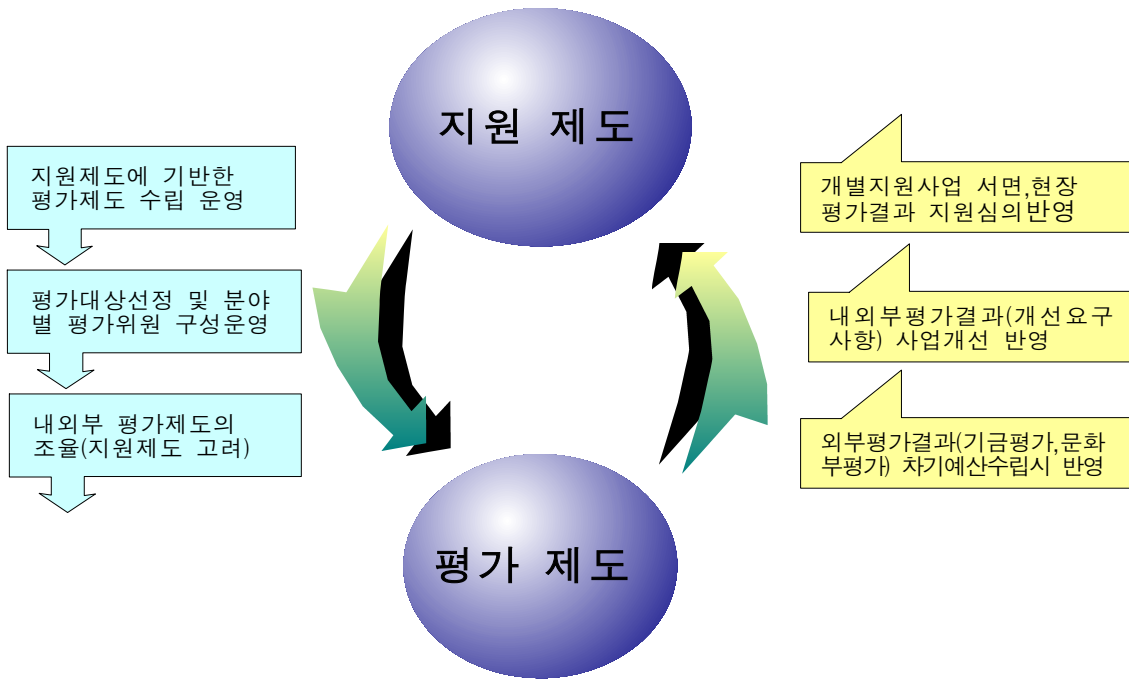 지원 제도
지원제도에 기반한
평가제도 수립 운영
평가대상선정 및 분야
별 평가위원 구성운영
내외부 평가제도의
조율(지원제도 고려)
개별지원사업 서면,현장
평가결과 지원심의반영
내외부평가결과(개선요구
사항) 사업개선 반영
외부평가결과(기금평가,문화
부평가) 차기예산수립시 반영
평가 제도